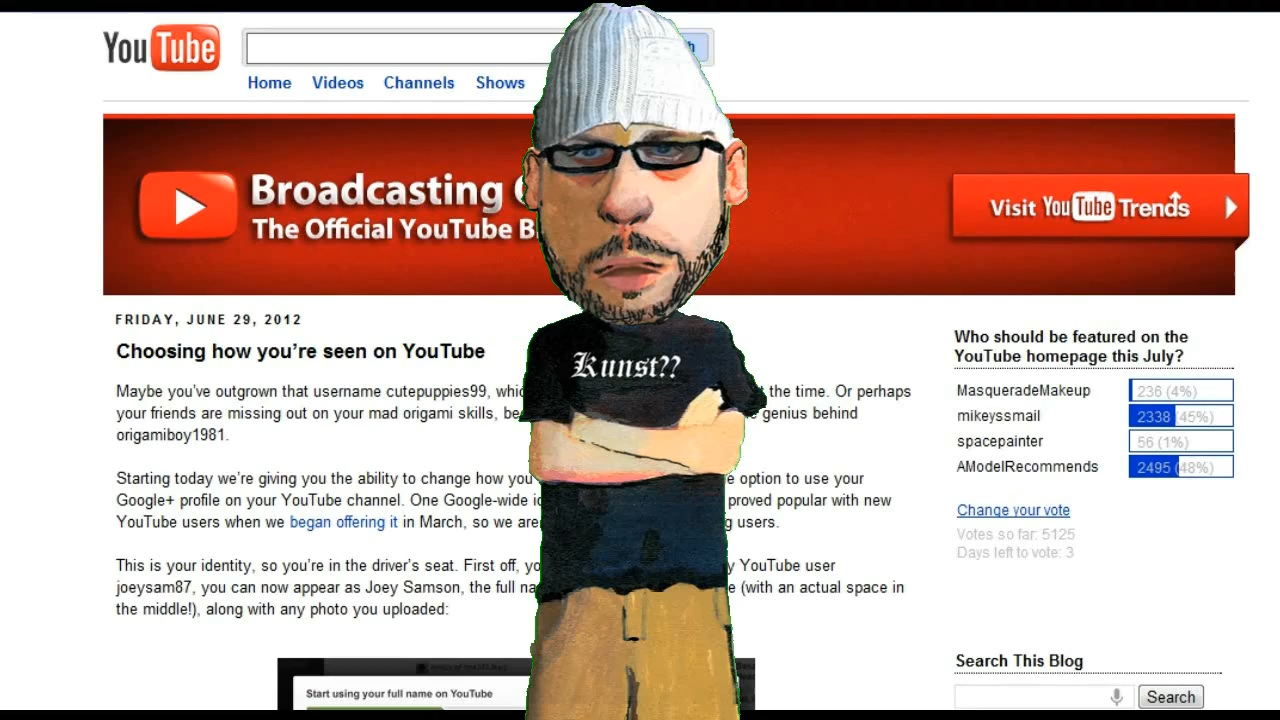 YouTube
Home Videos Channels Shows
Broadcasting
The Official YouTube
Visit YouTube Trends
FRIDAY, JUNE 29, 2012
Choosing how you're seen on YouTube
Maybe you've outgrown that username cutepuppies99, the time. Or perhaps
your friends are missing out on your mad origami skills, genius behind
origamiboy1981.
Starting today we're giving you the ability to change how you option to use your
Google+ profile on your YouTube channel. One Google-wide proved popular with new
YouTube users when we began offering it in March, so we users.
This is your identity, so you're in the driver's seat. First off, YouTube user
joeysam87, you can now appear as Joey Samson, the full (with an actual space in
the middle!), along with any photo you uploaded:
Start using your full name on YouTube
Kunst??
Who should be featured on the
YouTube homepage this July?
MasqueradeMakeup 236 (4%)
mikeyssmail 2338 (45%)
spacepainter 56 (1%)
AModelRecommends 2495 (48%)
Change your vote
Votes so far: 5125
Days left to vote: 3
Search This Blog
Search